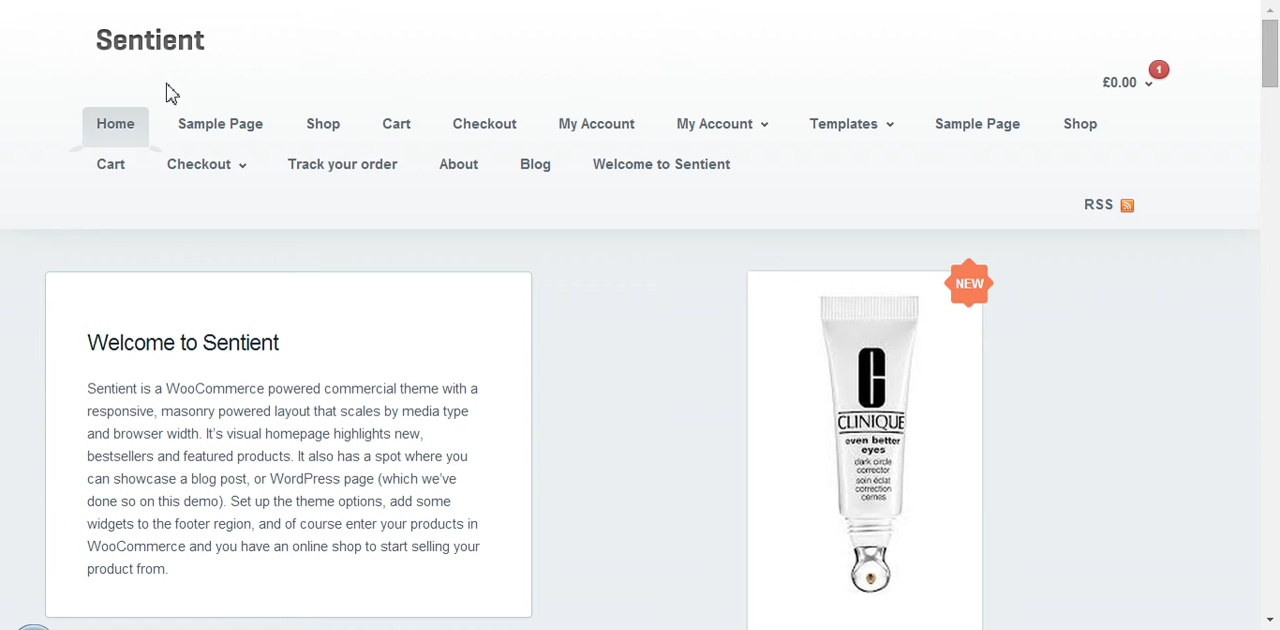 Sentient
£0.00 1
Home Sample Page Shop Cart Checkout My Account My Account Templates Sample Page Shop
Cart Checkout Track your order About Blog Welcome to Sentient
RSS
Welcome to Sentient
Sentient is a WooCommerce powered commercial theme with a
responsive, masonry powered layout that scales by media type
and browser width. It's visual homepage highlights new,
bestsellers and featured products. It also has a spot where you
can showcase a blog post, or WordPress page (which we've
done so on this demo). Set up the theme options, add some
widgets to the footer region, and of course enter your products in
WooCommerce and you have an online shop to start selling your
product from.
NEW
C
CLINIQUE
even better
eyes
dark circle
corrector
soin éclat
correction
cernes